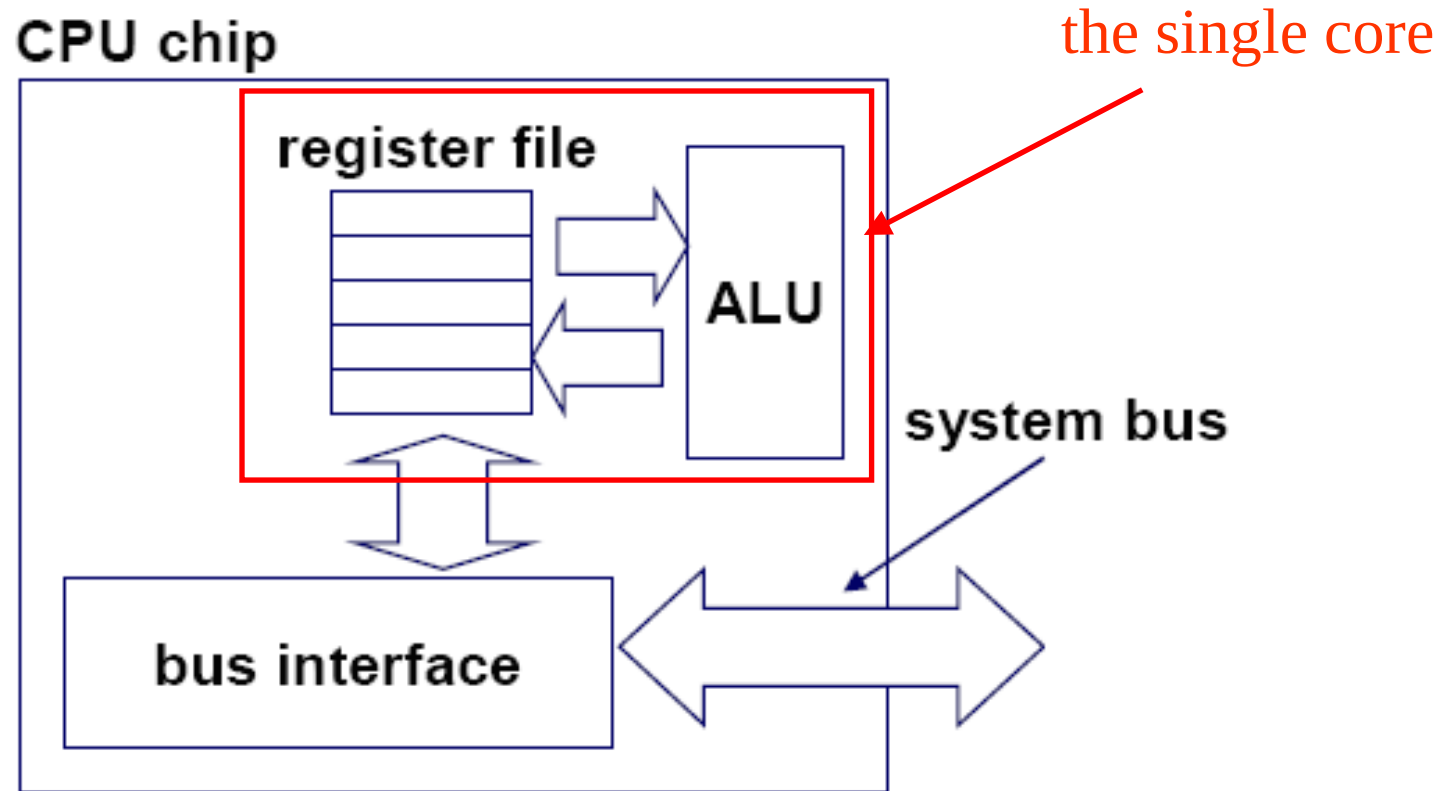 CPU chip
the single core
register file
ALU
system bus
bus interface